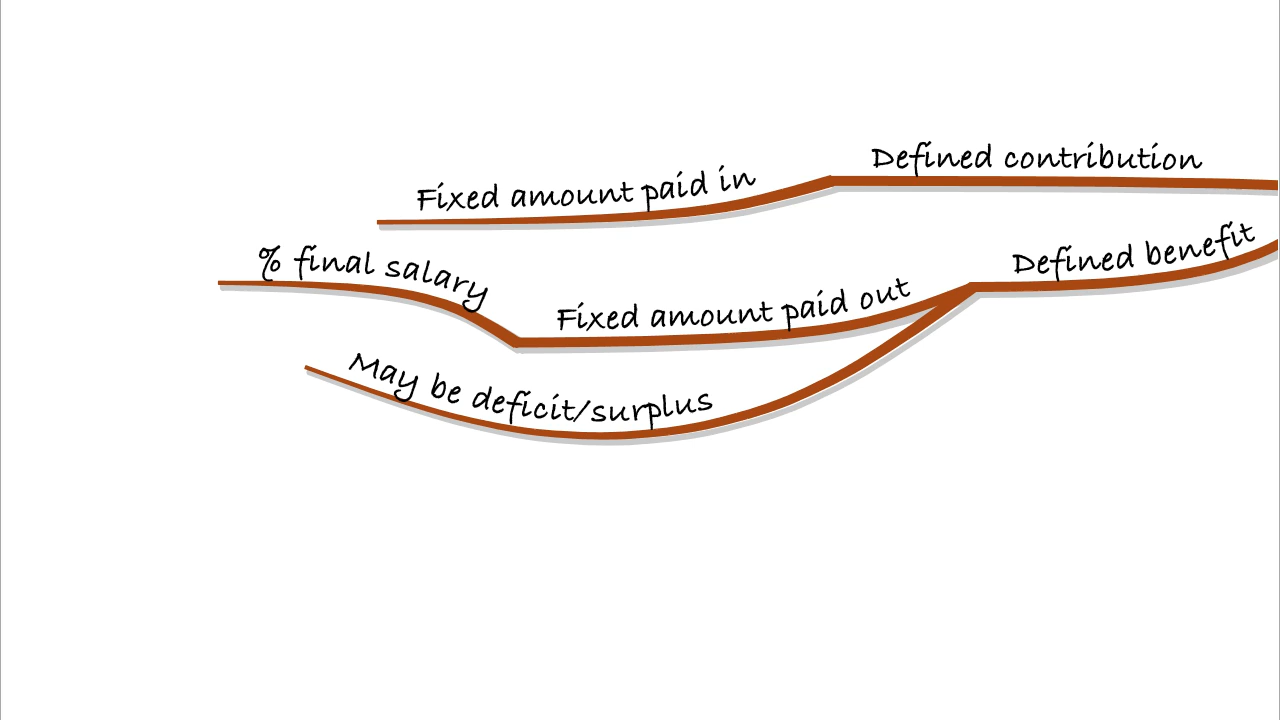 Defined contribution
Fixed amount paid in
Defined benefit
Fixed amount paid out
% final salary
May be deficit/surplus